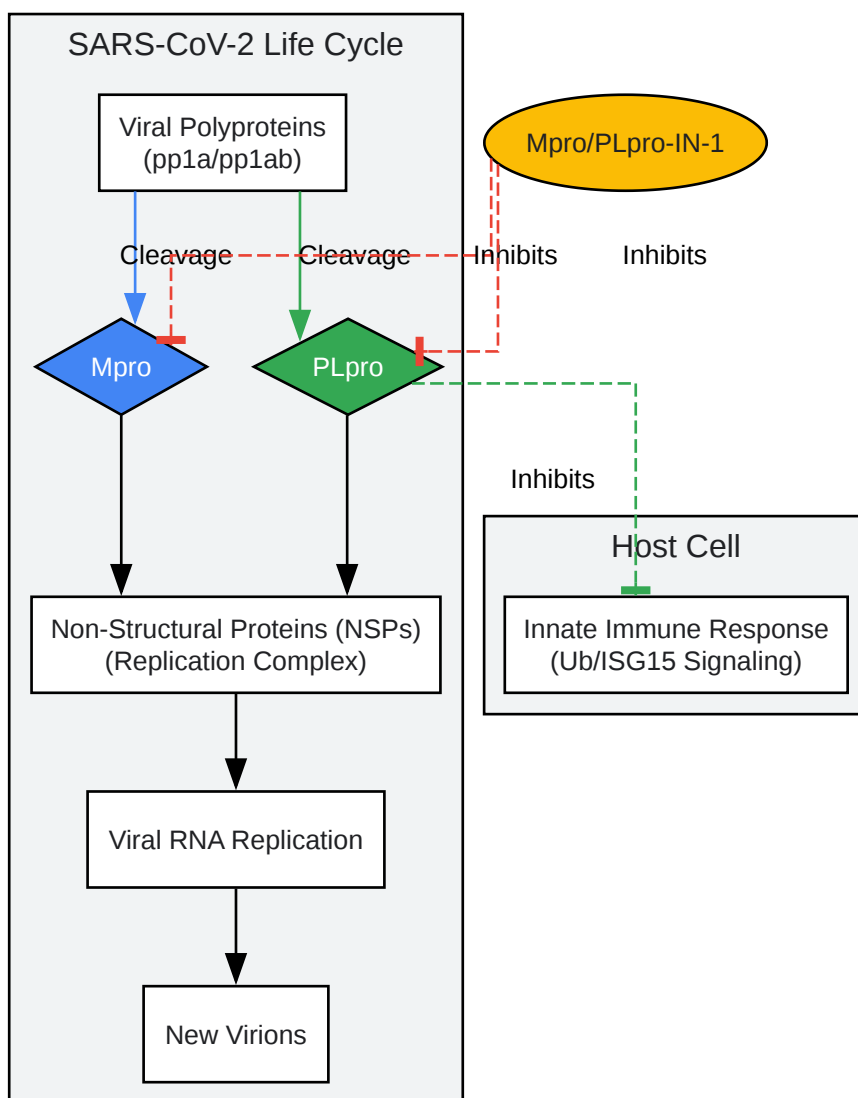 SARS-CoV-2 Life Cycle
Viral Polyproteins
(pp1a/pp1ab)
Mpro/PLpro-IN-1
Cleavage
Cleavage
Inhibits
Inhibits
Mpro
PLpro
Inhibits
Host Cell
Non-Structural Proteins (NSPs)
(Replication Complex)
Innate Immune Response
(Ub/ISG15 Signaling)
Viral RNA Replication
New Virions